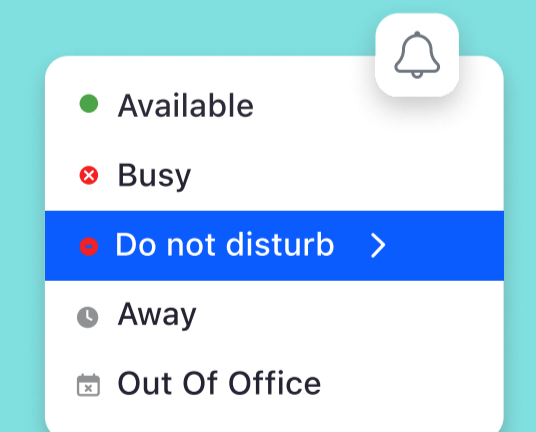 Available
Busy
Do not disturb
Away
Out Of Office